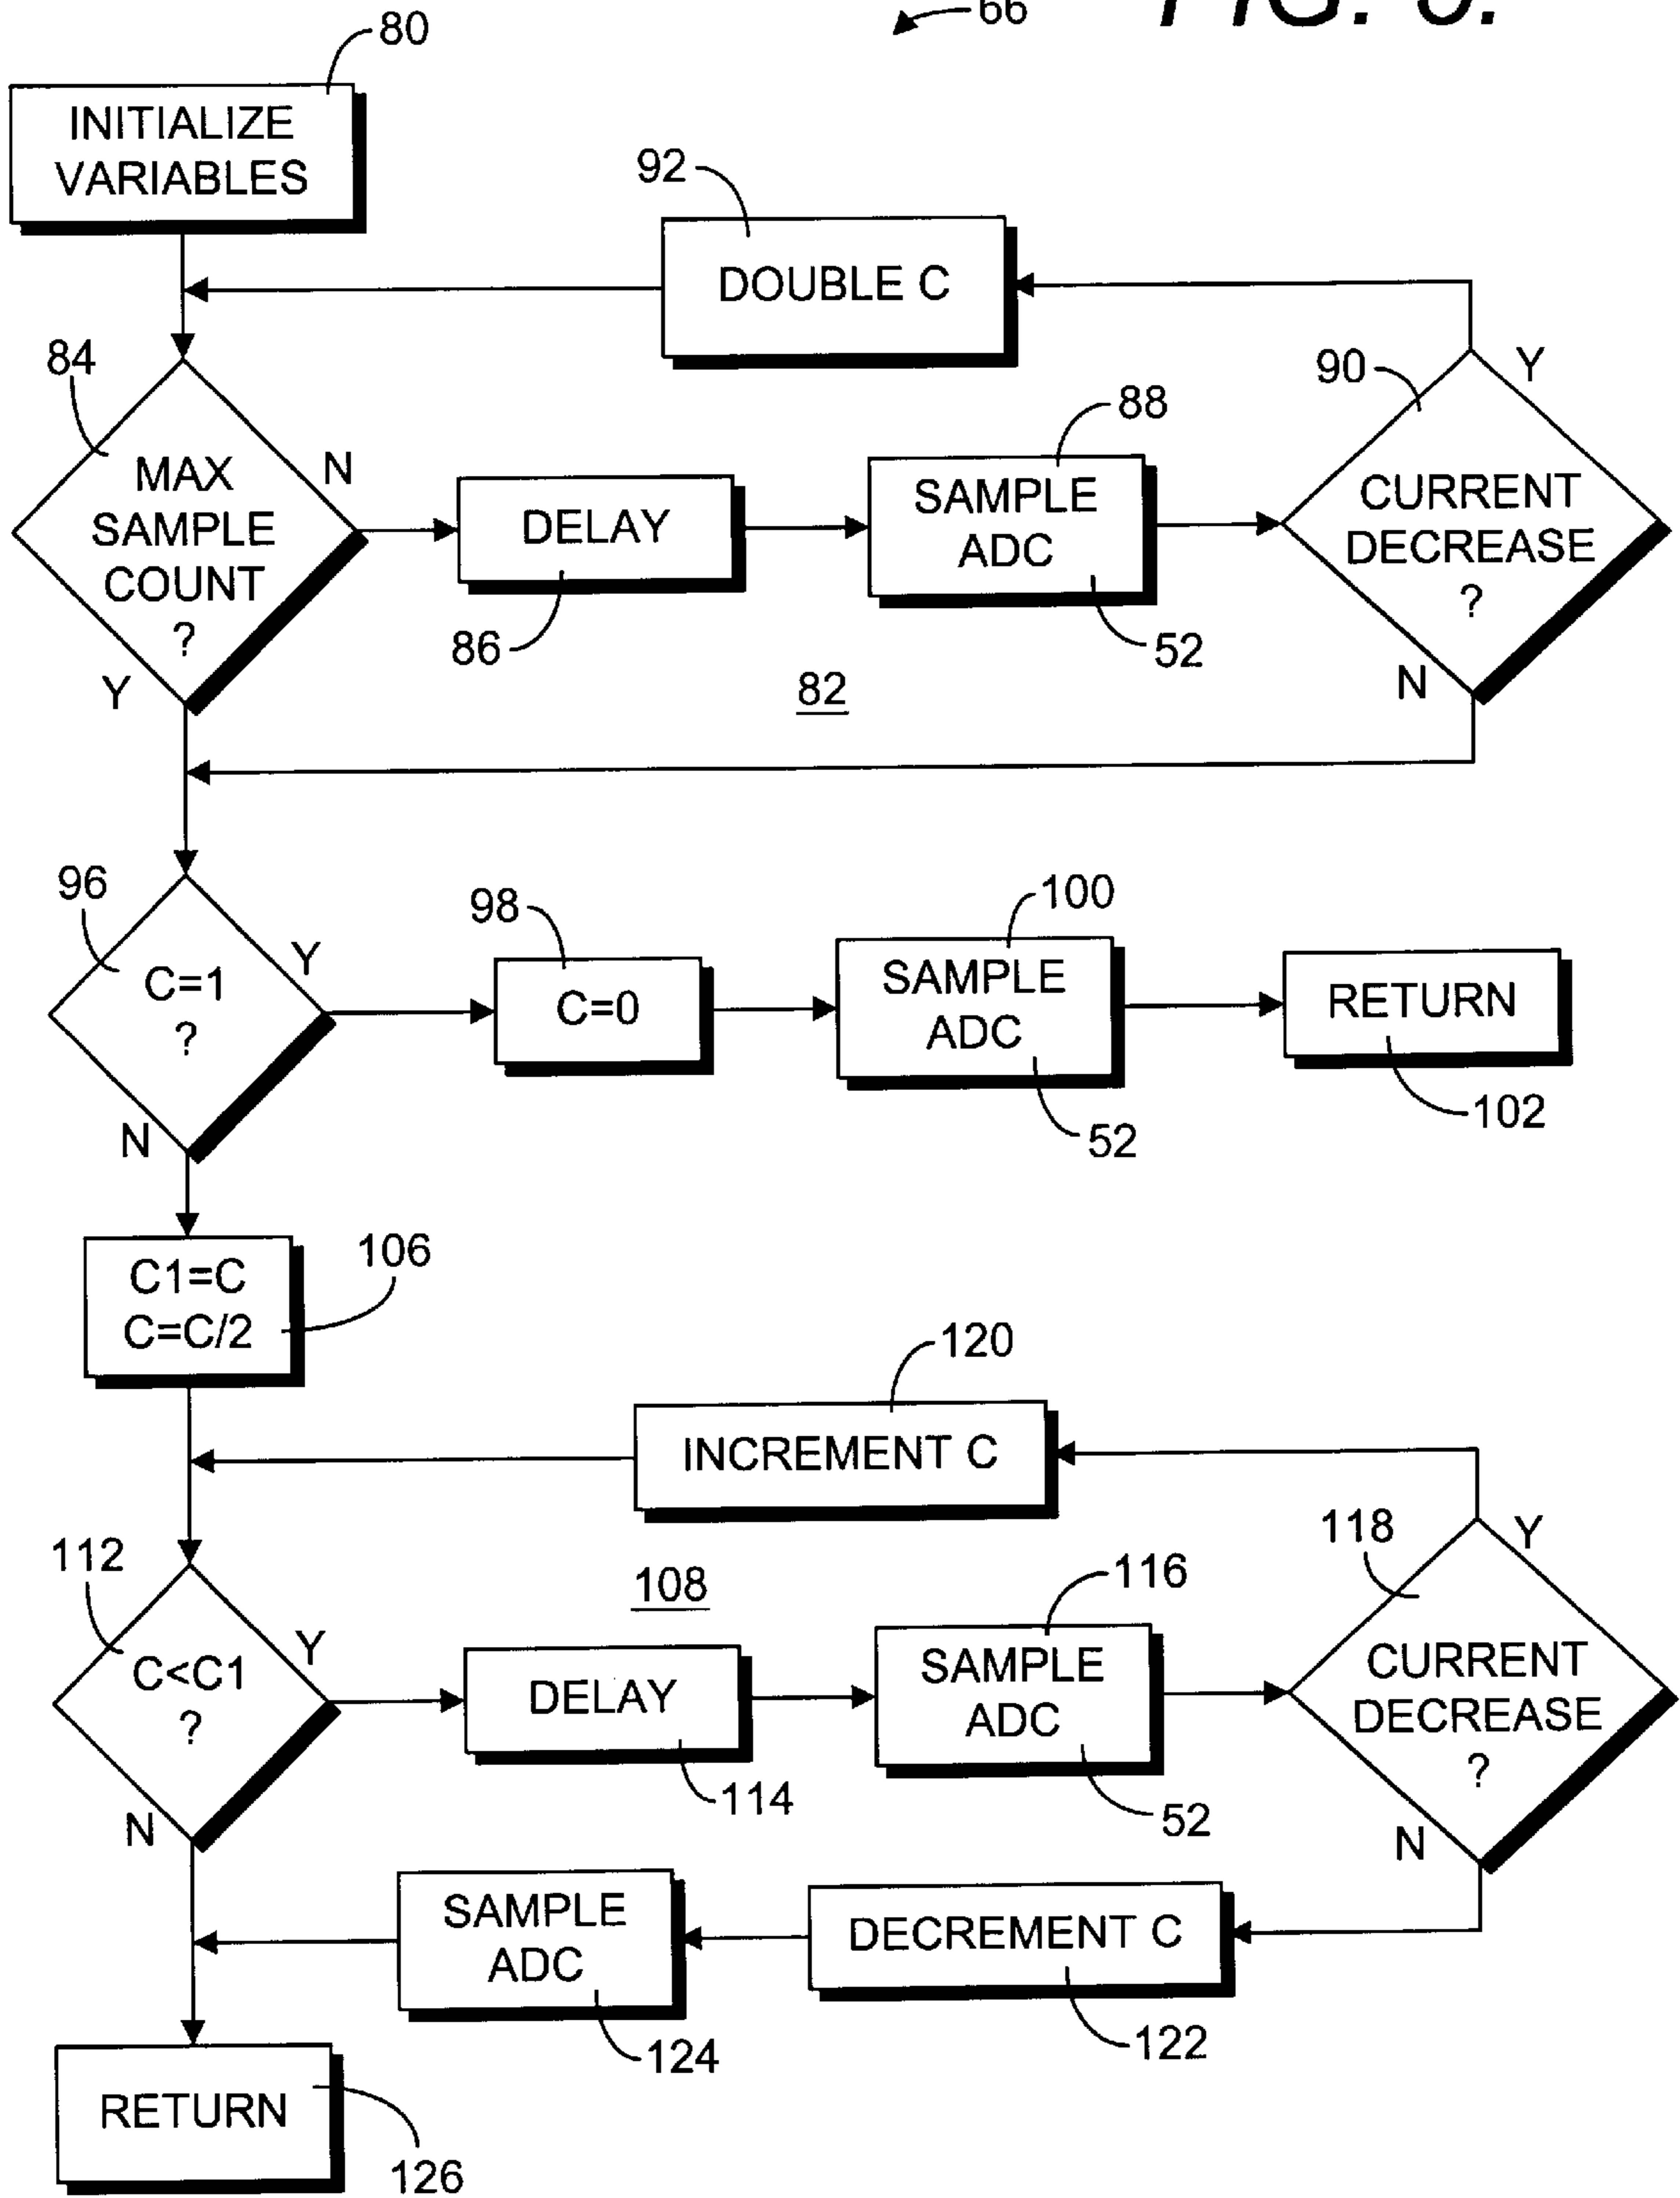 66
80
INITIALIZE
VARIABLES
92
DOUBLE C
84
MAX
SAMPLE
COUNT
?
N
Y
DELAY
86
88
SAMPLE
ADC
52
90
Y
CURRENT
DECREASE
?
N
82
96
C=1
?
Y
N
98
C=0
100
SAMPLE
ADC
52
RETURN
102
C1=C
C=C/2
106
120
INCREMENT C
112
C<C1
?
Y
N
108
DELAY
114
116
SAMPLE
ADC
52
118
Y
CURRENT
DECREASE
?
N
SAMPLE
ADC
124
DECREMENT C
122
RETURN
126